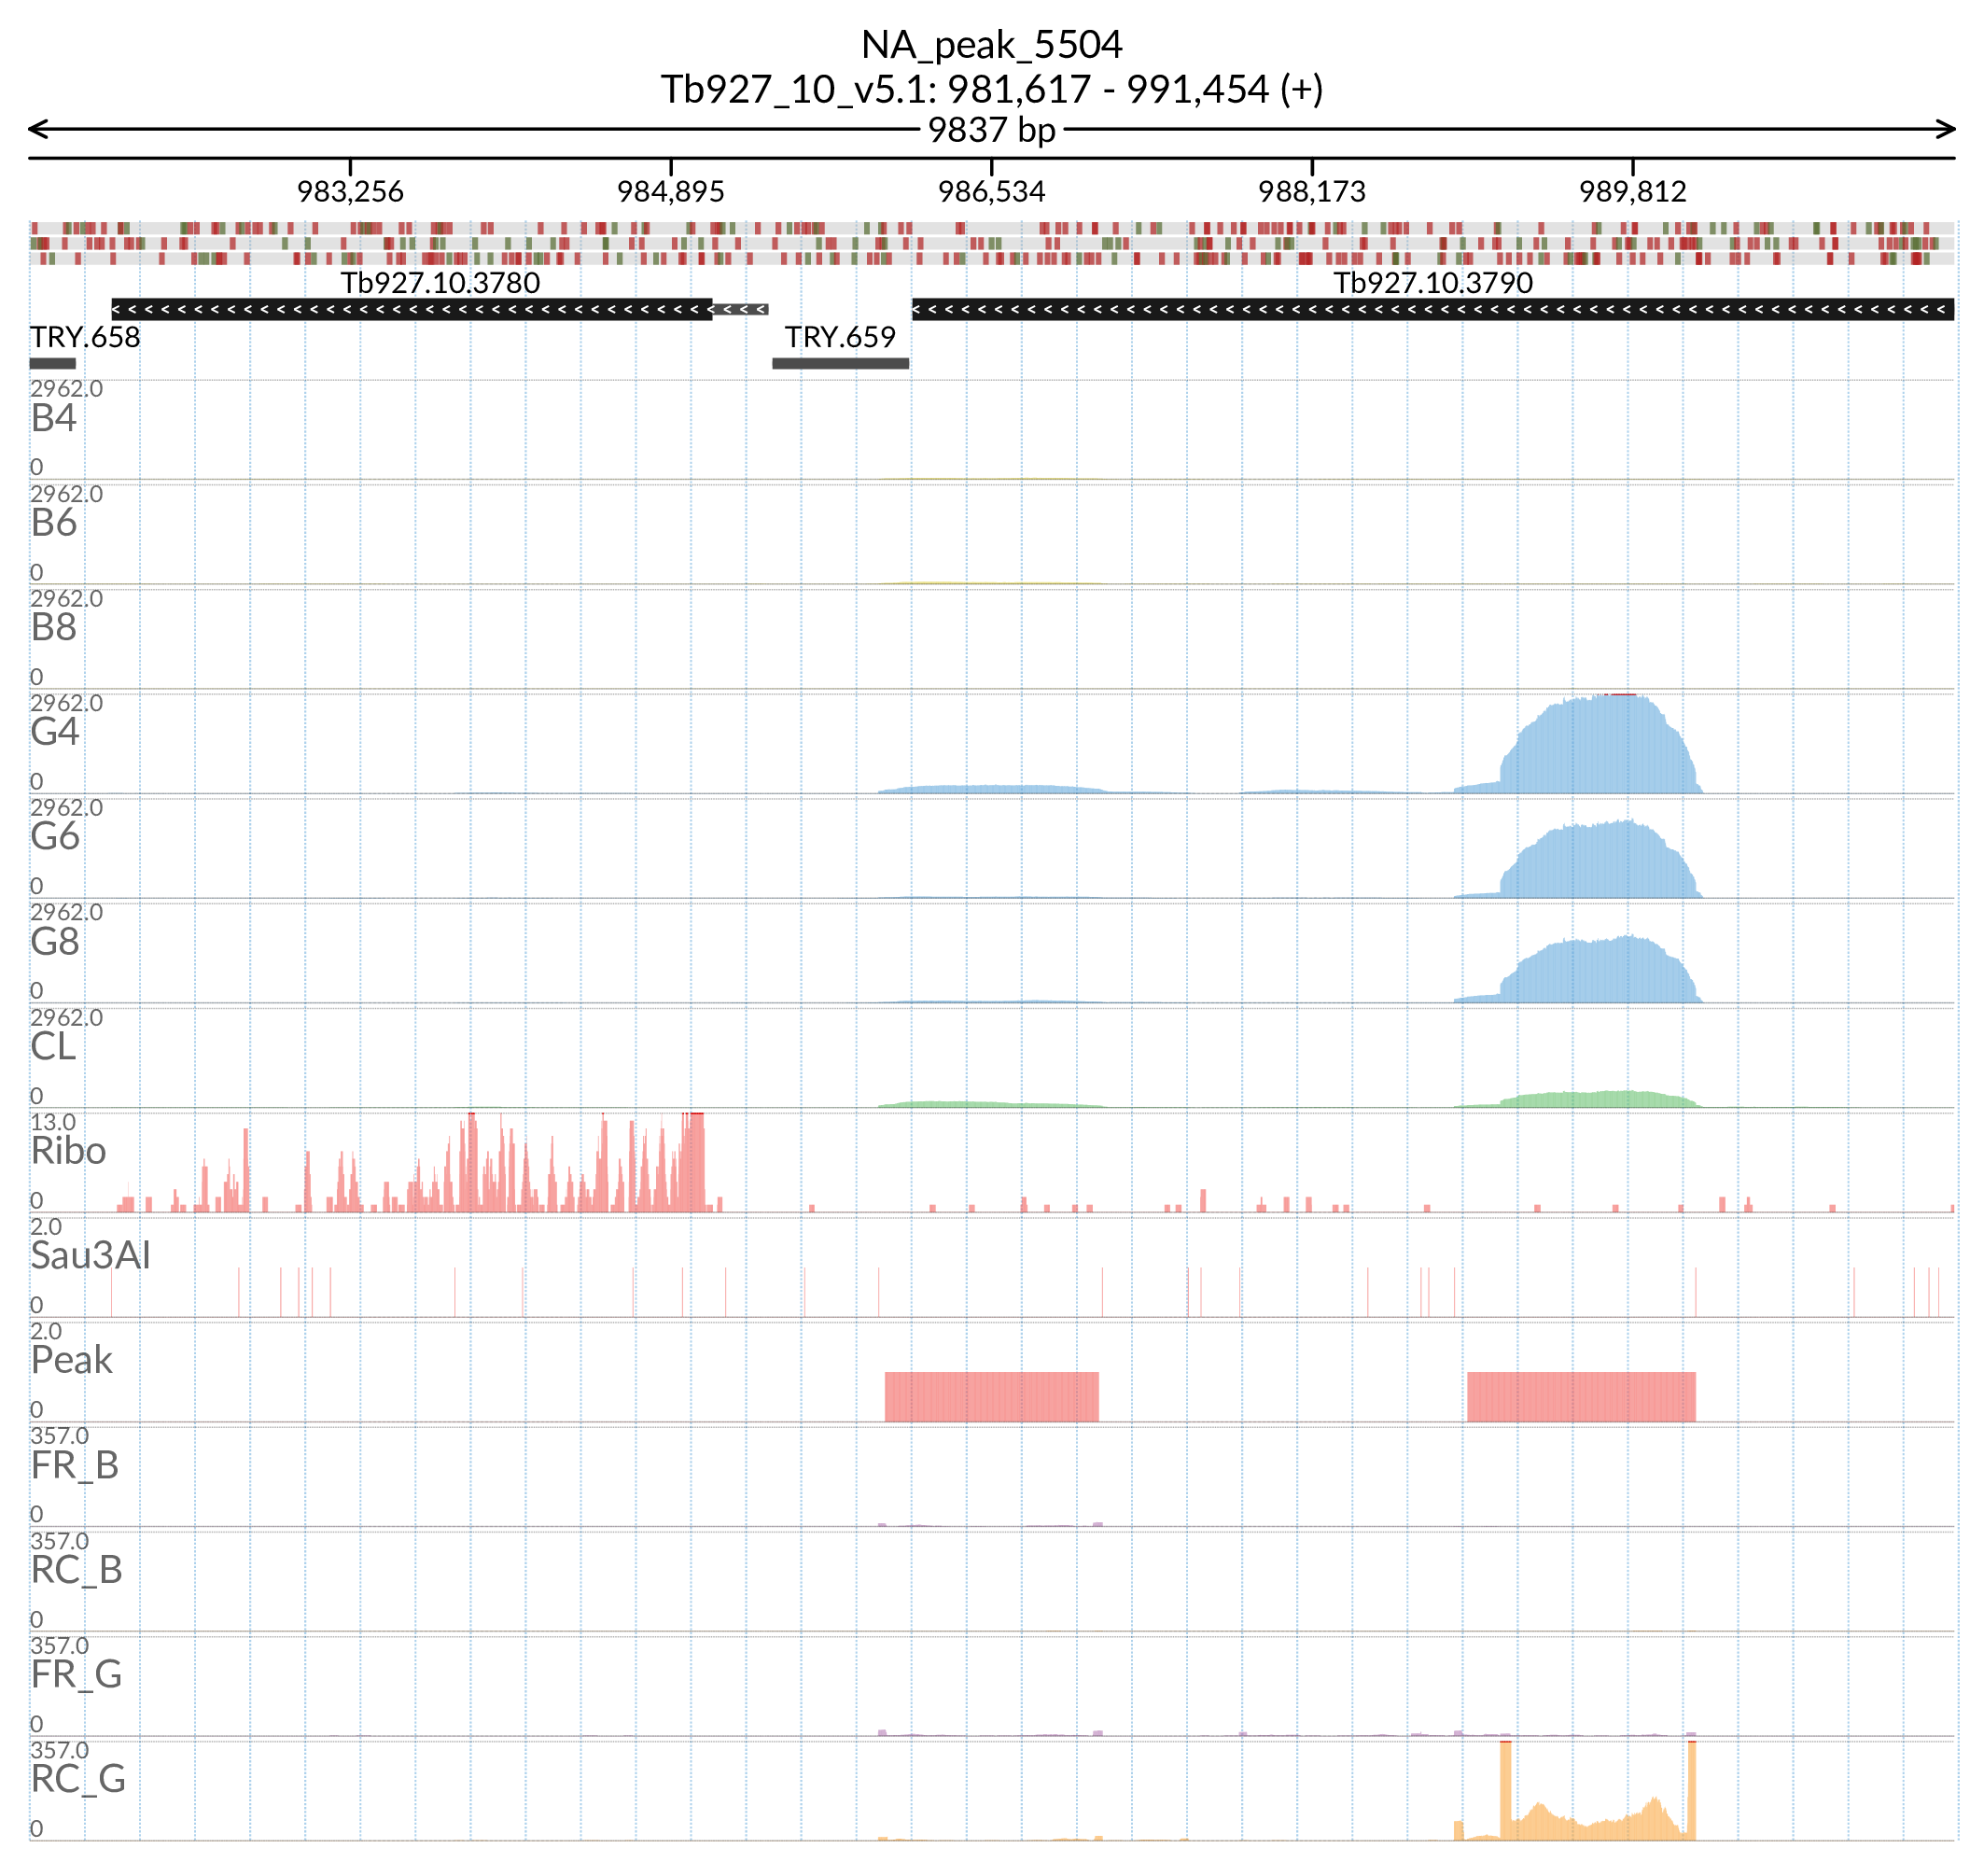 NA_peak_5504
Tb927_10_v5.1: 981,617 - 991,454 (+)
9837 bp
983,256 984,895 986,534 988,173 989,812
Tb927.10.3780 Tb927.10.3790
TRY.658 TRY.659
2962.0
B4
0
2962.0
B6
0
2962.0
B8
0
2962.0
G4
0
2962.0
G6
0
2962.0
G8
0
2962.0
CL
0
13.0
Ribo
0
2.0
Sau3AI
0
2.0
Peak
0
357.0
FR_B
0
357.0
RC_B
0
357.0
FR_G
0
357.0
RC_G
0